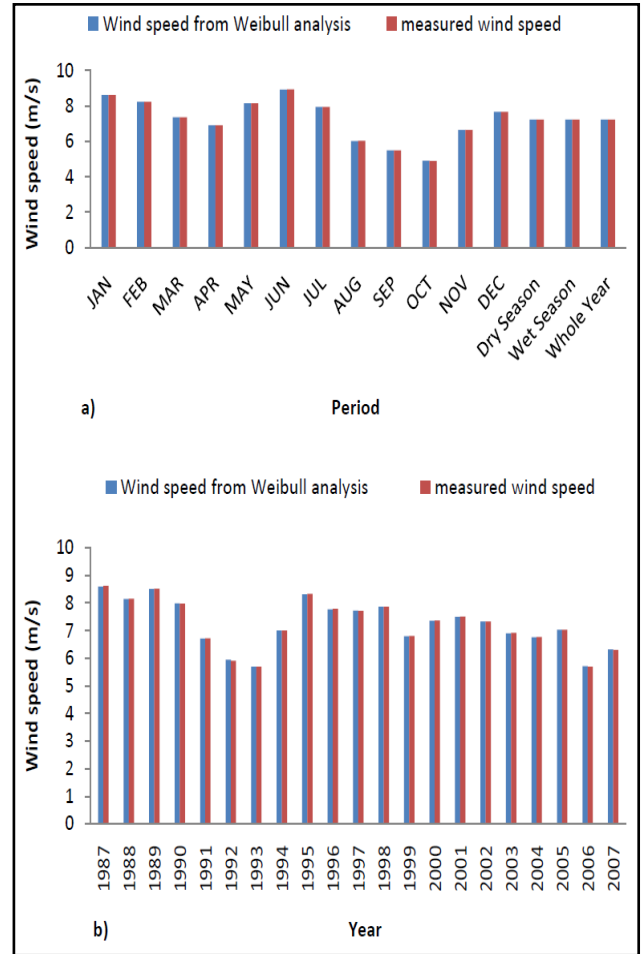 Wind speed from Weibull analysis measured wind speed
Wind speed (m/s)
10
8
6
4
2
0
JAN FEB MAR APR MAY JUN JUL AUG SEP OCT NOV DEC Dry Season Wet Season Whole Year
a) Period
Wind speed from Weibull analysis measured wind speed
Wind speed (m/s)
10
9
8
7
6
5
4
3
2
1
0
1987 1988 1989 1990 1991 1992 1993 1994 1995 1996 1997 1998 1999 2000 2001 2002 2003 2004 2005 2006 2007
b) Year